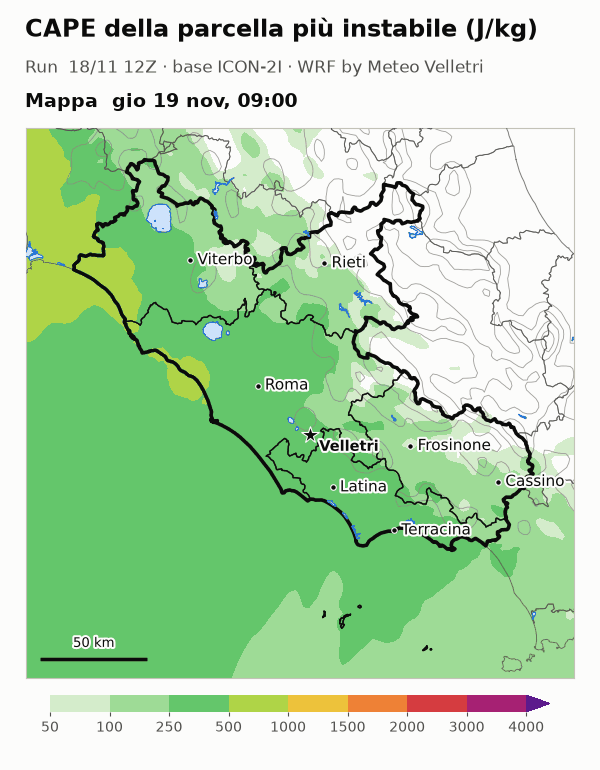 CAPE della parcella più instabile (J/kg)
Run  18/11 12Z · base ICON-2I · WRF by Meteo Velletri
Mappa  gio 19 nov, 09:00
Viterbo
Rieti
Roma
Velletri
Frosinone
Latina
Cassino
Terracina
50 km
50 100 250 500 1000 1500 2000 3000 4000